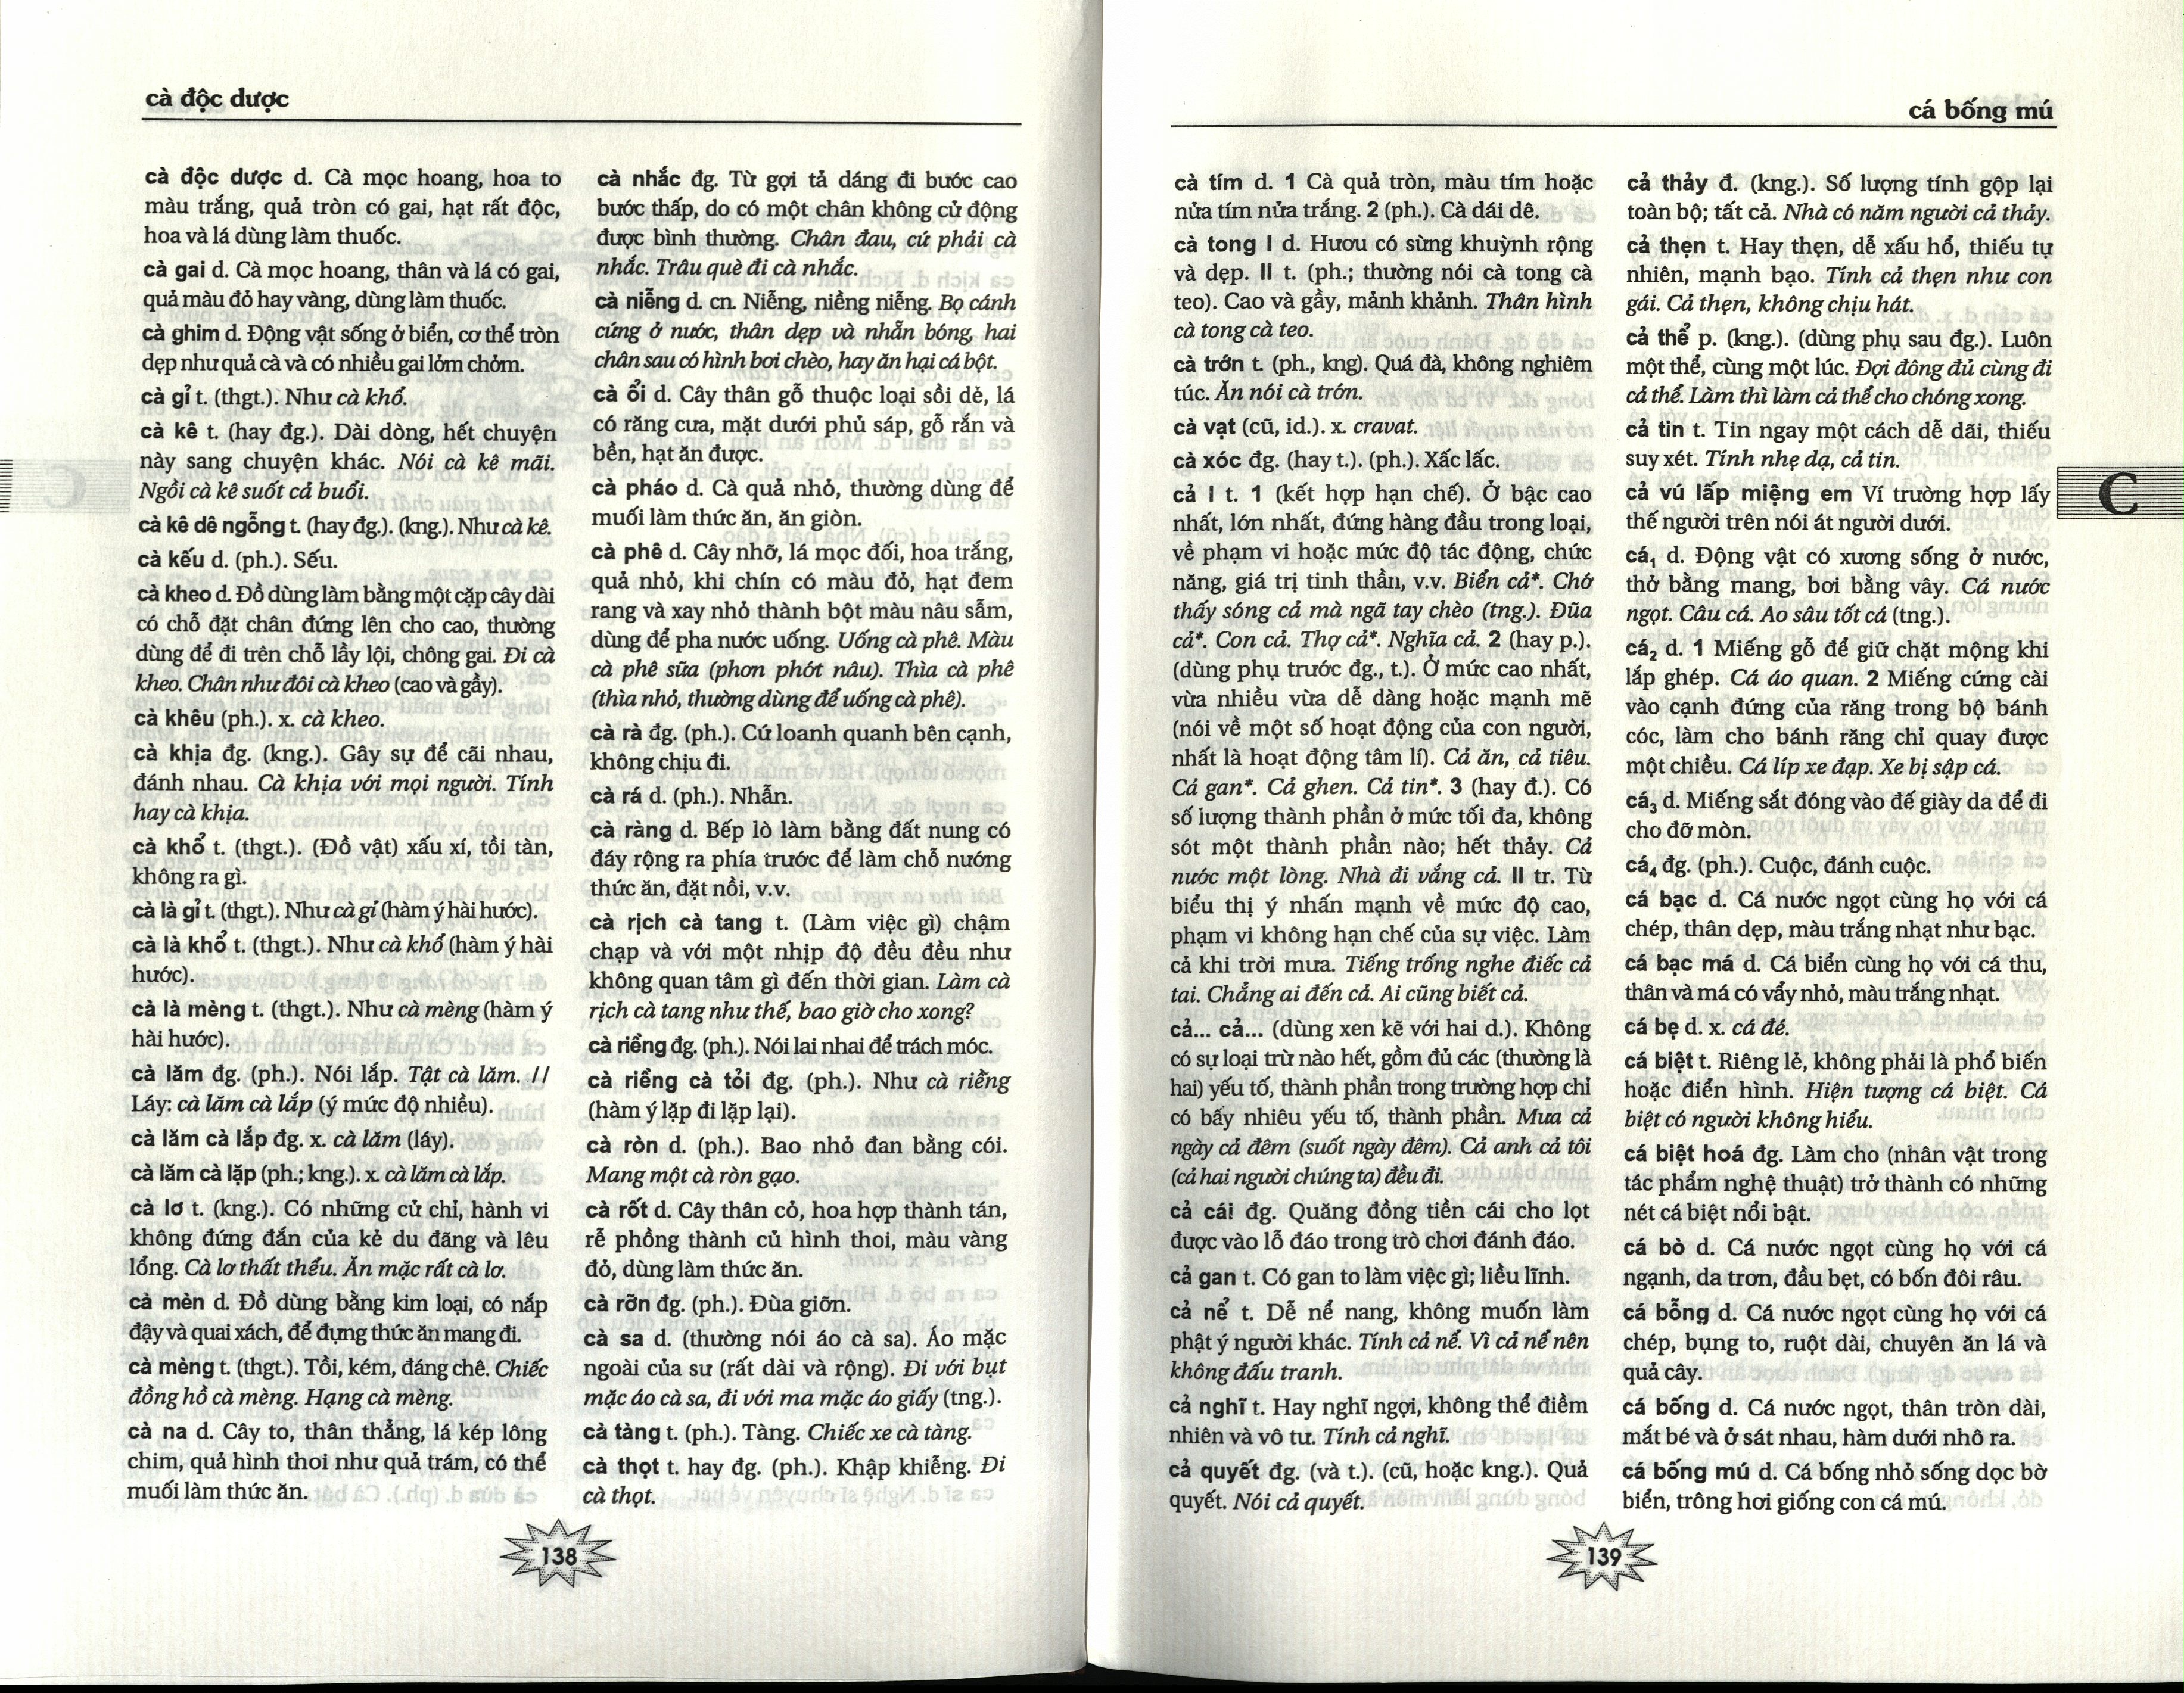 cà độc dược
cà độc dược d. Cà mọc hoang, hoa to
màu trắng, quả tròn có gai, hạt rất độc,
hoa và lá dùng làm thuốc.
cà gai d. Cà mọc hoang, thân và lá có gai,
quả màu đỏ hay vàng, dùng làm thuốc.
cà ghim d. Động vật sống ở biển, cơ thể tròn
dẹp như quả cà và có nhiều gai lởm chởm.
cà gỉ t. (thgt.). Như cà khổ.
cà kê t. (hay đg.). Dài dòng, hết chuyện
này sang chuyện khác. Nói cà kê mãi.
Ngồi cà kê suốt cả buổi.
cà kê dê ngỗng t. (hay đg.). (kng.). Như cà kê.
cà kếu d. (ph.). Sếu.
cà kheo d. Đồ dùng làm bằng một cặp cây dài
có chỗ đặt chân đứng lên cho cao, thường
dùng để đi trên chỗ lầy lội, chông gai. Đi cà
kheo. Chân như đôi cà kheo (cao và gầy).
cà khêu (ph.). x. cà kheo.
cà khịa đg. (kng.). Gây sự để cãi nhau,
đánh nhau. Cà khịa với mọi người. Tính
hay cà khịa.
cà khổ t. (thgt.). (Đồ vật) xấu xí, tồi tàn,
không ra gì.
cà là gỉ t. (thgt.). Như cà gỉ (hàm ý hài hước).
cà là khổ t. (thgt.). Như cà khổ (hàm ý hài
hước).
cà là mèng t. (thgt.). Như cà mèng (hàm ý
hài hước).
cà lăm đg. (ph.). Nói lắp. Tật cà lăm. //
Láy: cà lăm cà lắp (ý mức độ nhiều).
cà lăm cà lắp đg. x. cà lăm (láy).
cà lăm cà lặp (ph.; kng.). x. cà lăm cà lắp.
cà lơ t. (kng.). Có những cử chỉ, hành vi
không đứng đắn của kẻ du đãng và lêu
lổng. Cà lơ thất thểu. Ăn mặc rất cà lơ.
cà mèn d. Đồ dùng bằng kim loại, có nắp
đậy và quai xách, để đựng thức ăn mang đi.
cà mèng t. (thgt.). Tồi, kém, đáng chê. Chiếc
đồng hồ cà mèng. Hạng cà mèng.
cà na d. Cây to, thân thẳng, lá kép lông
chim, quả hình thoi như quả trám, có thể
muối làm thức ăn.
cà nhắc đg. Từ gợi tả dáng đi bước cao
bước thấp, do có một chân không cử động
được bình thường. Chân đau, cứ phải cà
nhắc. Trâu què đi cà nhắc.
cà niễng d. cn. Niễng, niềng niễng. Bọ cánh
cứng ở nước, thân dẹp và nhẵn bóng, hai
chân sau có hình bơi chèo, hay ăn hại cá bột.
cà ổi d. Cây thân gỗ thuộc loại sồi dẻ, lá
có răng cưa, mặt dưới phủ sáp, gỗ rắn và
bền, hạt ăn được.
cà pháo d. Cà quả nhỏ, thường dùng để
muối làm thức ăn, ăn giòn.
cà phê d. Cây nhỡ, lá mọc đối, hoa trắng,
quả nhỏ, khi chín có màu đỏ, hạt đem
rang và xay nhỏ thành bột màu nâu sẫm,
dùng để pha nước uống. Uống cà phê. Màu
cà phê sữa (phơn phớt nâu). Thìa cà phê
(thìa nhỏ, thường dùng để uống cà phê).
cà rà đg. (ph.). Cứ loanh quanh bên cạnh,
không chịu đi.
cà rá d. (ph.). Nhẫn.
cà ràng d. Bếp lò làm bằng đất nung có
đáy rộng ra phía trước để làm chỗ nướng
thức ăn, đặt nồi, v.v.
cà rịch cà tang t. (Làm việc gì) chậm
chạp và với một nhịp độ đều đều như
không quan tâm gì đến thời gian. Làm cà
rịch cà tang như thế, bao giờ cho xong?
cà riềng đg. (ph.). Nói lai nhai để trách móc.
cà riềng cà tỏi đg. (ph.). Như cà riềng
(hàm ý lặp đi lặp lại).
cà ròn d. (ph.). Bao nhỏ đan bằng cói.
Mang một cà ròn gạo.
cà rốt d. Cây thân cỏ, hoa hợp thành tán,
rễ phồng thành củ hình thoi, màu vàng
đỏ, dùng làm thức ăn.
cà rỡn đg. (ph.). Đùa giỡn.
cà sa d. (thường nói áo cà sa). Áo mặc
ngoài của sư (rất dài và rộng). Đi với bụt
mặc áo cà sa, đi với ma mặc áo giấy (tng.).
cà tàng t. (ph.). Tàng. Chiếc xe cà tàng.
cà thọt t. hay đg. (ph.). Khập khiễng. Đi
cà thọt.
138
cá bống mú
cà tím d. 1 Cà quả tròn, màu tím hoặc
nửa tím nửa trắng. 2 (ph.). Cà dái dê.
cà tong I d. Hươu có sừng khuỳnh rộng
và dẹp. II t. (ph.; thường nói cà tong cà
teo). Cao và gầy, mảnh khảnh. Thân hình
cà tong cà teo.
cà trớn t. (ph., kng). Quá đà, không nghiêm
túc. Ăn nói cà trớn.
cà vạt (cũ, id.). x. cravat.
cà xóc đg. (hay t.). (ph.). Xấc lấc.
cả I t. 1 (kết hợp hạn chế). Ở bậc cao
nhất, lớn nhất, đứng hàng đầu trong loại,
về phạm vi hoặc mức độ tác động, chức
năng, giá trị tinh thần, v.v. Biển cả*. Chớ
thấy sóng cả mà ngã tay chèo (tng.). Đũa
cả*. Con cả. Thợ cả*. Nghĩa cả. 2 (hay p.).
(dùng phụ trước đg., t.). Ở mức cao nhất,
vừa nhiều vừa dễ dàng hoặc mạnh mẽ
(nói về một số hoạt động của con người,
nhất là hoạt động tâm lí). Cả ăn, cả tiêu.
Cả gan*. Cả ghen. Cả tin*. 3 (hay đ.). Có
số lượng thành phần ở mức tối đa, không
sót một thành phần nào; hết thảy. Cả
nước một lòng. Nhà đi vắng cả. II tr. Từ
biểu thị ý nhấn mạnh về mức độ cao,
phạm vi không hạn chế của sự việc. Làm
cả khi trời mưa. Tiếng trống nghe điếc cả
tai. Chẳng ai đến cả. Ai cũng biết cả.
cả... cả... (dùng xen kẽ với hai d.). Không
có sự loại trừ nào hết, gồm đủ các (thường là
hai) yếu tố, thành phần trong trường hợp chỉ
có bấy nhiêu yếu tố, thành phần. Mưa cả
ngày cả đêm (suốt ngày đêm). Cả anh cả tôi
(cả hai người chúng ta) đều đi.
cả cái đg. Quăng đồng tiền cái cho lọt
được vào lỗ đáo trong trò chơi đánh đáo.
cả gan t. Có gan to làm việc gì; liều lĩnh.
cả nể t. Dễ nể nang, không muốn làm
phật ý người khác. Tính cả nể. Vì cả nể nên
không đấu tranh.
cả nghĩ t. Hay nghĩ ngợi, không thể điềm
nhiên và vô tư. Tính cả nghĩ.
cả quyết đg. (và t.). (cũ, hoặc kng.). Quả
quyết. Nói cả quyết.
cả thảy đ. (kng.). Số lượng tính gộp lại
toàn bộ; tất cả. Nhà có năm người cả thảy.
cả thẹn t. Hay thẹn, dễ xấu hổ, thiếu tự
nhiên, mạnh bạo. Tính cả thẹn như con
gái. Cả thẹn, không chịu hát.
cả thể p. (kng.). (dùng phụ sau đg.). Luôn
một thể, cùng một lúc. Đợi đông đủ cùng đi
cả thể. Làm thì làm cả thể cho chóng xong.
cả tin t. Tin ngay một cách dễ dãi, thiếu
suy xét. Tính nhẹ dạ, cả tin.
cả vú lấp miệng em Ví trường hợp lấy
thế người trên nói át người dưới.
cá₁ d. Động vật có xương sống ở nước,
thở bằng mang, bơi bằng vây. Cá nước
ngọt. Câu cá. Ao sâu tốt cá (tng.).
cá₂ d. 1 Miếng gỗ để giữ chặt mộng khi
lắp ghép. Cá áo quan. 2 Miếng cứng cài
vào cạnh đứng của răng trong bộ bánh
cóc, làm cho bánh răng chỉ quay được
một chiều. Cá líp xe đạp. Xe bị sập cá.
cá₃ d. Miếng sắt đóng vào đế giày da để đi
cho đỡ mòn.
cá₄ đg. (ph.). Cuộc, đánh cuộc.
cá bạc d. Cá nước ngọt cùng họ với cá
chép, thân dẹp, màu trắng nhạt như bạc.
cá bạc má d. Cá biển cùng họ với cá thu,
thân và má có vẩy nhỏ, màu trắng nhạt.
cá bẹ d. x. cá đé.
cá biệt t. Riêng lẻ, không phải là phổ biến
hoặc điển hình. Hiện tượng cá biệt. Cá
biệt có người không hiểu.
cá biệt hoá đg. Làm cho (nhân vật trong
tác phẩm nghệ thuật) trở thành có những
nét cá biệt nổi bật.
cá bò d. Cá nước ngọt cùng họ với cá
ngạnh, da trơn, đầu bẹt, có bốn đôi râu.
cá bỗng d. Cá nước ngọt cùng họ với cá
chép, bụng to, ruột dài, chuyên ăn lá và
quả cây.
cá bống d. Cá nước ngọt, thân tròn dài,
mắt bé và ở sát nhau, hàm dưới nhô ra.
cá bống mú d. Cá bống nhỏ sống dọc bờ
biển, trông hơi giống con cá mú.
C
139